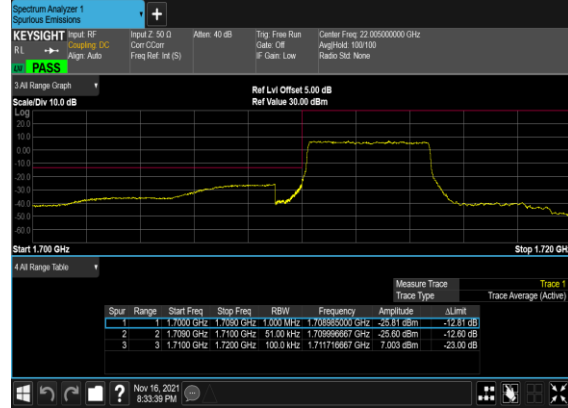 Spectrum Analyzer 1
Spurious Emissions
+
KEYSIGHT Input: RF Input Z: 50 Ω Atten: 40 dB Trig: Free Run Center Freq: 22.005000000 GHz
RL Coupling: DC Corr CCorr Gate: Off Avg|Hold: 100/100
Align: Auto Freq Ref: Int (S) IF Gain: Low Radio Std: None
PASS
3 All Range Graph Ref Lvl Offset 5.00 dB
Scale/Div 10.0 dB Ref Value 30.00 dBm
Log
20.0
10.0
0.00
-10.0
-20.0
-30.0
-40.0
-50.0
-60.0
Start 1.700 GHz Stop 1.720 GH
4 All Range Table
Measure Trace Trace 1
Trace Type Trace Average (Active)
Spur Range Start Freq Stop Freq RBW Frequency Amplitude ΔLimit
1 1 1.7000 GHz 1.7090 GHz 1.000 MHz 1.708985000 GHz -25.81 dBm -12.81 dB
2 2 1.7090 GHz 1.7100 GHz 51.00 kHz 1.709996667 GHz -25.60 dBm -12.60 dB
3 3 1.7100 GHz 1.7200 GHz 100.0 kHz 1.711716667 GHz 7.003 dBm -23.00 dB
? Nov 16, 2021
8:33:39 PM